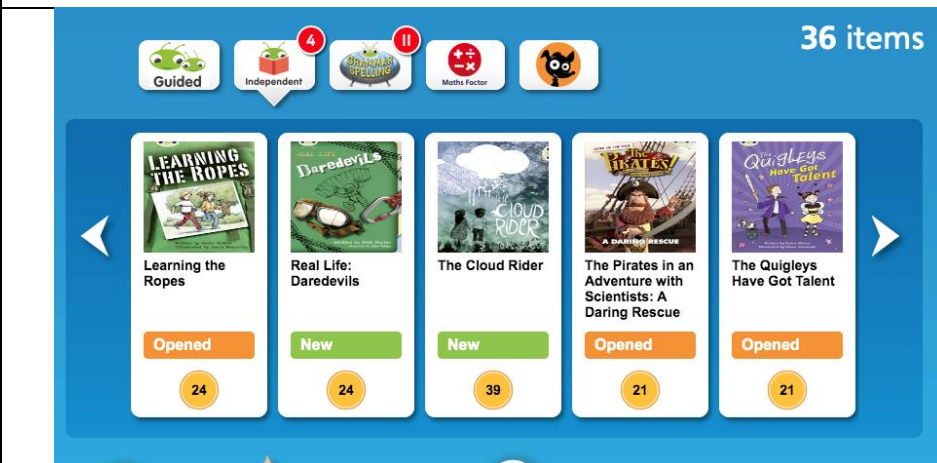 36 items
Guided
Independent
4
GRAMMAR
SPELLING
11
Maths Factor
LEARNING
THE ROPES
REAL LIFE
Daredevils
THE CLOUD
RIDER
The
PIRATES!
A DARING RESCUE
The
QuigLEys
Have Got
Talent
Learning the
Ropes
Real Life:
Daredevils
The Cloud Rider
The Pirates in an
Adventure with
Scientists: A
Daring Rescue
The Quigleys
Have Got Talent
Opened
New
New
Opened
Opened
24
24
39
21
21